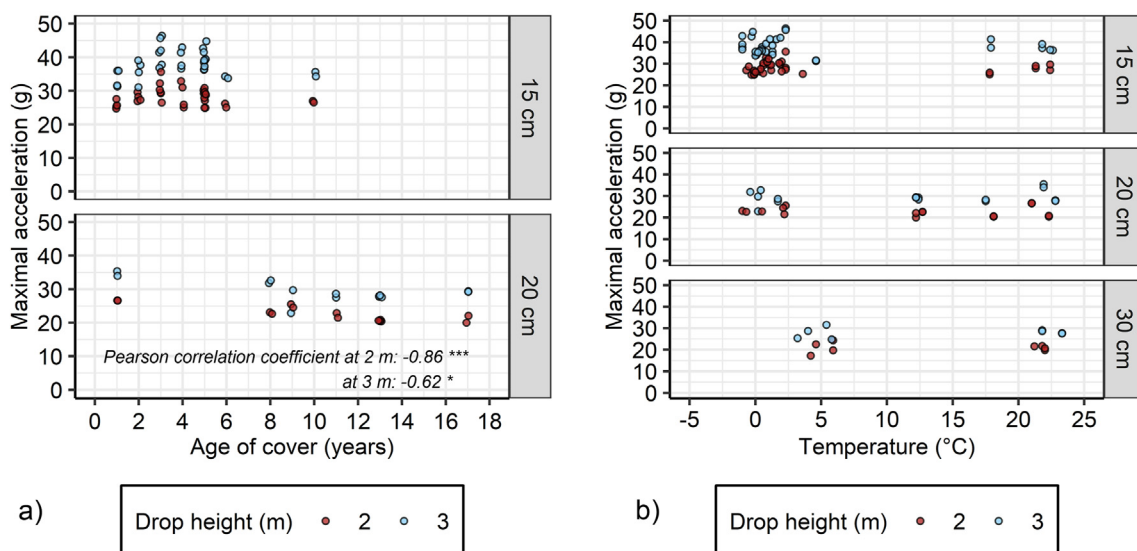 50
40
30
20
10
0
15 cm
50
40
30
20
10
0
20 cm
Maximal acceleration (g)
Pearson correlation coefficient at 2 m: -0.86 ***
at 3 m: -0.62 *
0 2 4 6 8 10 12 14 16 18
Age of cover (years)
a)
Drop height (m) 2 3
50
40
30
20
10
0
15 cm
50
40
30
20
10
0
20 cm
50
40
30
20
10
0
30 cm
Maximal acceleration (g)
-5 0 5 10 15 20 25
Temperature (°C)
b)
Drop height (m) 2 3